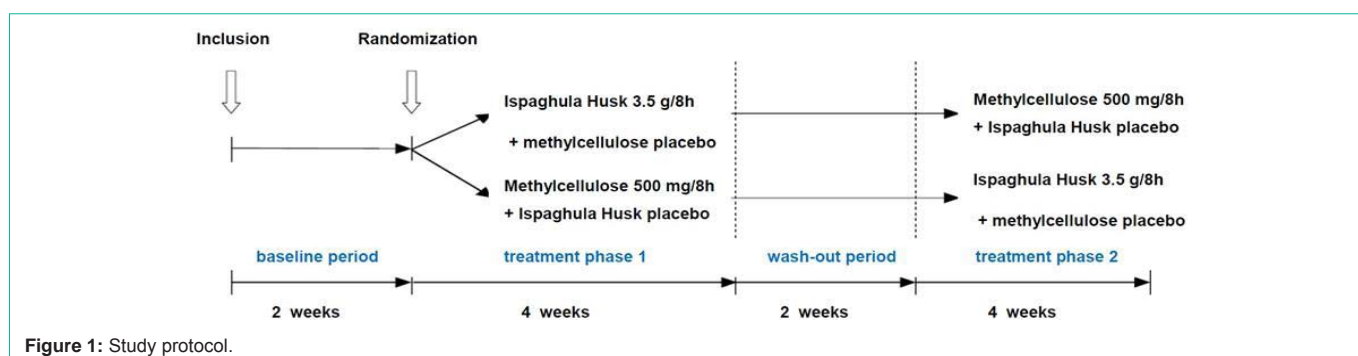 Inclusion
Randomization
Ispaghula Husk 3.5 g/8h
+ methylcellulose placebo
Methylcellulose 500 mg/8h
+ Ispaghula Husk placebo
Methylcellulose 500 mg/8h
+ Ispaghula Husk placebo
Ispaghula Husk 3.5 g/8h
+ methylcellulose placebo
baseline period
treatment phase 1
wash-out period
treatment phase 2
2 weeks
4 weeks
2 weeks
4 weeks
Figure 1: Study protocol.